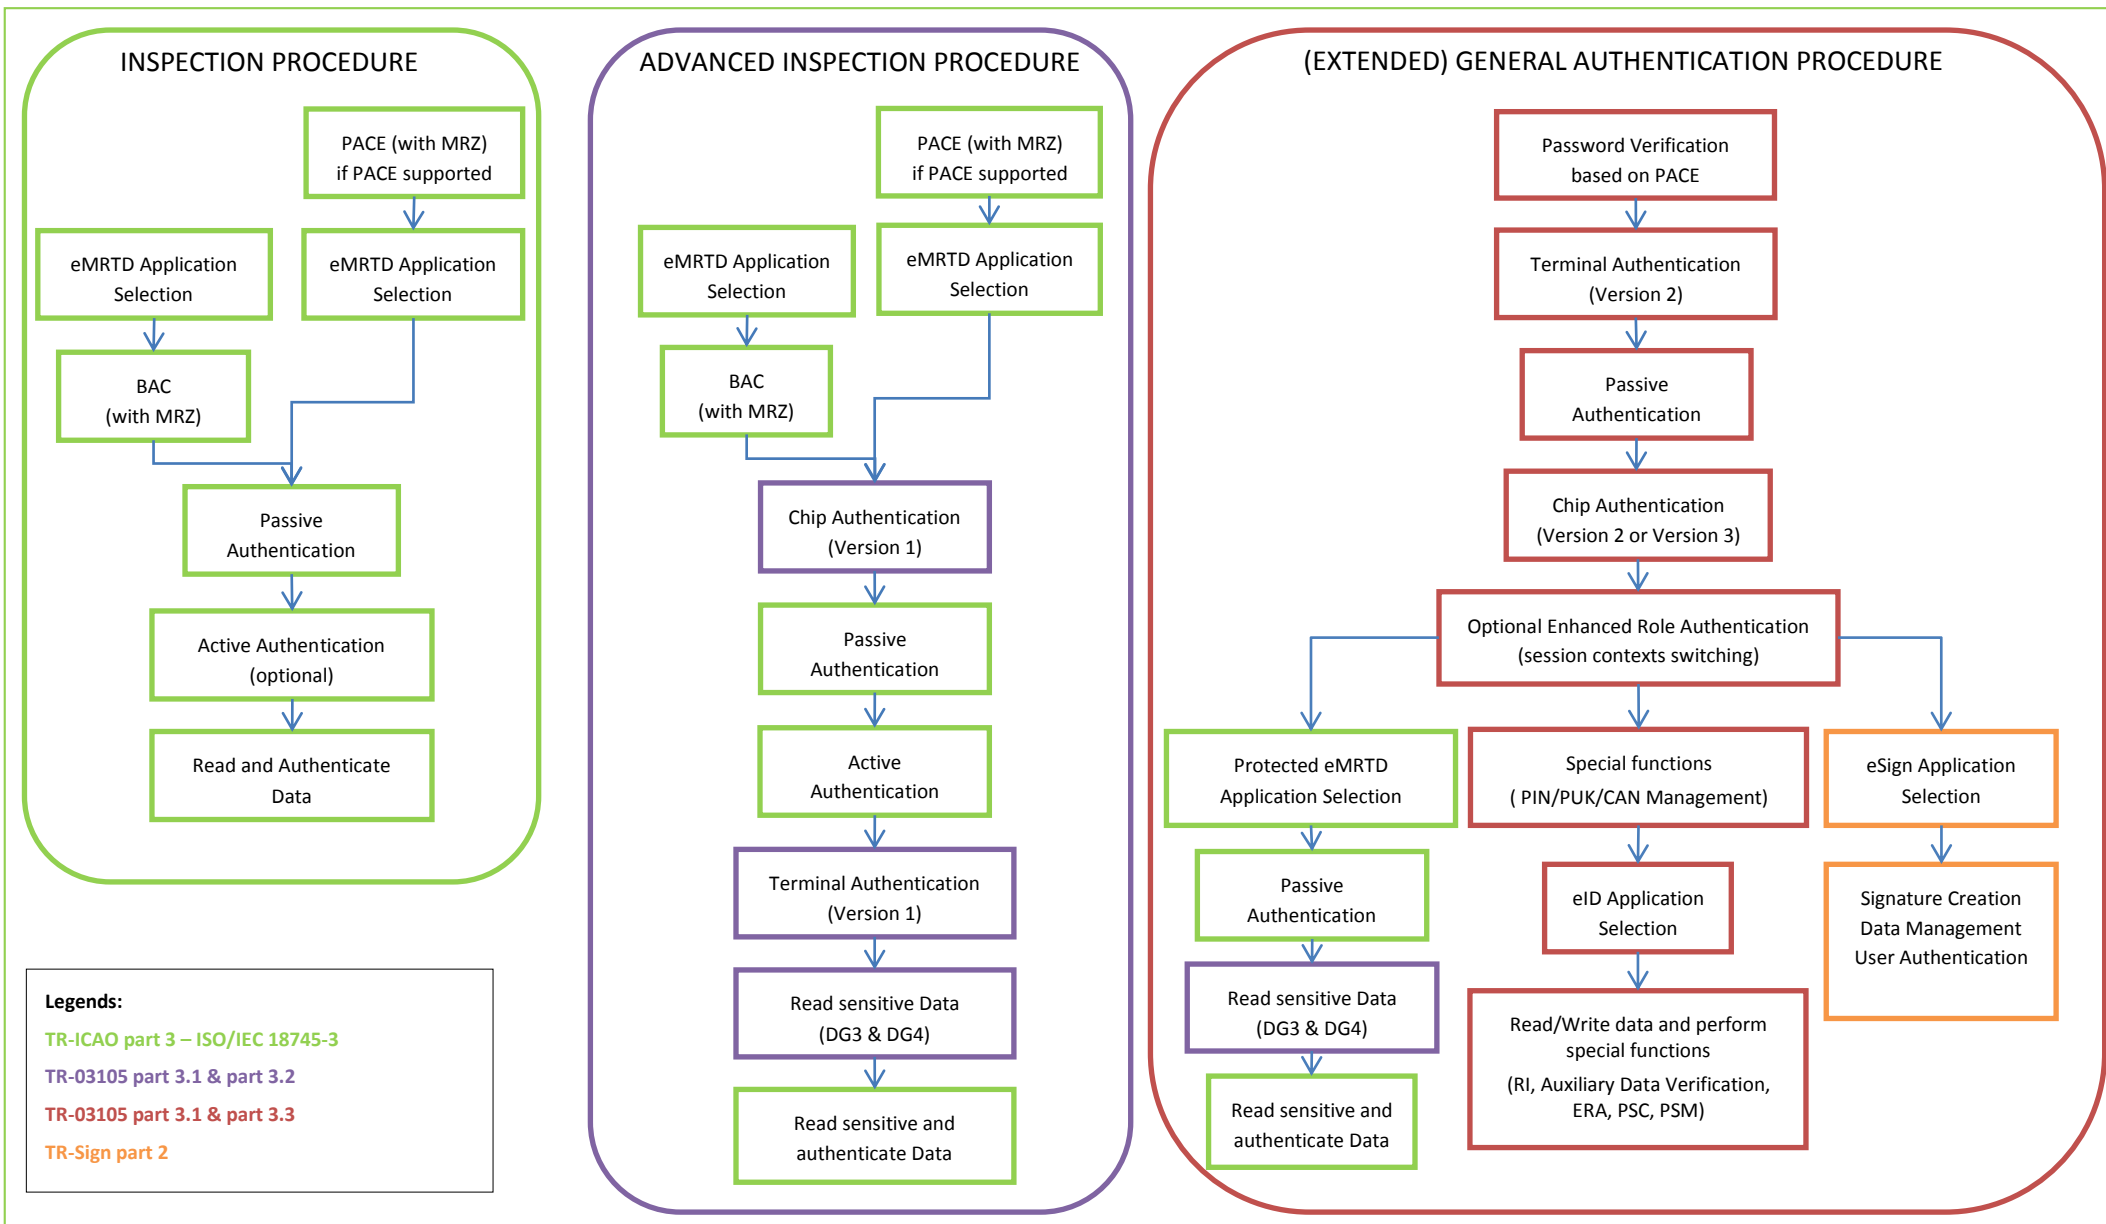 INSPECTION PROCEDURE
PACE (with MRZ)
if PACE supported
eMRTD Application
Selection
eMRTD Application
Selection
BAC
(with MRZ)
Passive
Authentication
Active Authentication
(optional)
Read and Authenticate
Data
ADVANCED INSPECTION PROCEDURE
PACE (with MRZ)
if PACE supported
eMRTD Application
Selection
eMRTD Application
Selection
BAC
(with MRZ)
Chip Authentication
(Version 1)
Passive
Authentication
Active
Authentication
Terminal Authentication
(Version 1)
Read sensitive Data
(DG3 & DG4)
Read sensitive and
authenticate Data
(EXTENDED) GENERAL AUTHENTICATION PROCEDURE
Password Verification
based on PACE
Terminal Authentication
(Version 2)
Passive
Authentication
Chip Authentication
(Version 2 or Version 3)
Optional Enhanced Role Authentication
(session contexts switching)
Protected eMRTD
Application Selection
Passive
Authentication
Read sensitive Data
(DG3 & DG4)
Read sensitive and
authenticate Data
Special functions
( PIN/PUK/CAN Management)
eID Application
Selection
Read/Write data and perform
special functions
(RI, Auxiliary Data Verification,
ERA, PSC, PSM)
eSign Application
Selection
Signature Creation
Data Management
User Authentication
Legends:
TR-ICAO part 3 – ISO/IEC 18745-3
TR-03105 part 3.1 & part 3.2
TR-03105 part 3.1 & part 3.3
TR-Sign part 2